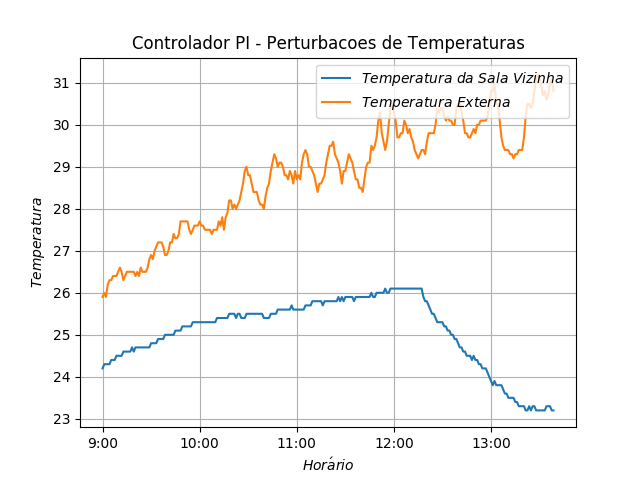 Controlador PI - Perturbacoes de Temperaturas
Temperatura da Sala Vizinha
Temperatura Externa
Temperatura
31
30
29
28
27
26
25
24
23
9:00 10:00 11:00 12:00 13:00
Horário